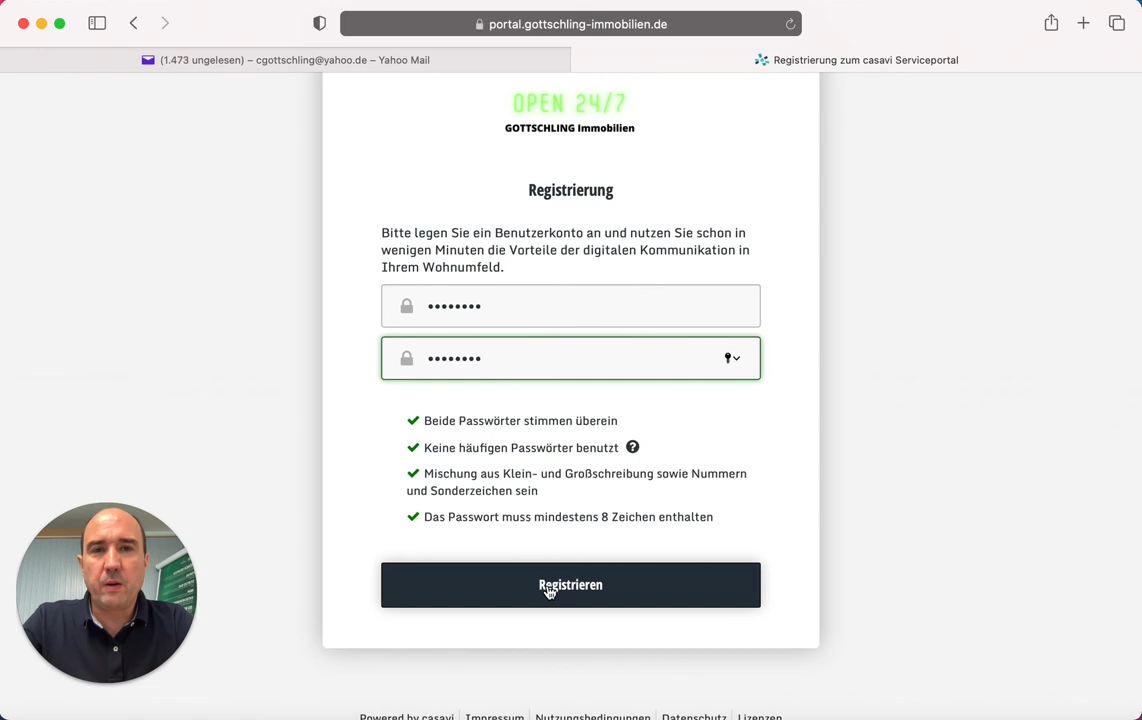 portal.gottschling-immobilien.de
(1.473 ungelesen) – cgottschling@yahoo.de – Yahoo Mail
Registrierung zum casavi Serviceportal
OPEN 24/7
GOTTSCHLING Immobilien
Registrierung
Bitte legen Sie ein Benutzerkonto an und nutzen Sie schon in
wenigen Minuten die Vorteile der digitalen Kommunikation in
Ihrem Wohnumfeld.
••••••••
••••••••
Beide Passwörter stimmen überein
Keine häufigen Passwörter benutzt
Mischung aus Klein- und Großschreibung sowie Nummern
und Sonderzeichen sein
Das Passwort muss mindestens 8 Zeichen enthalten
Registrieren
Powered by casavi | Impressum | Nutzungsbedingungen | Datenschutz | Lizenzen